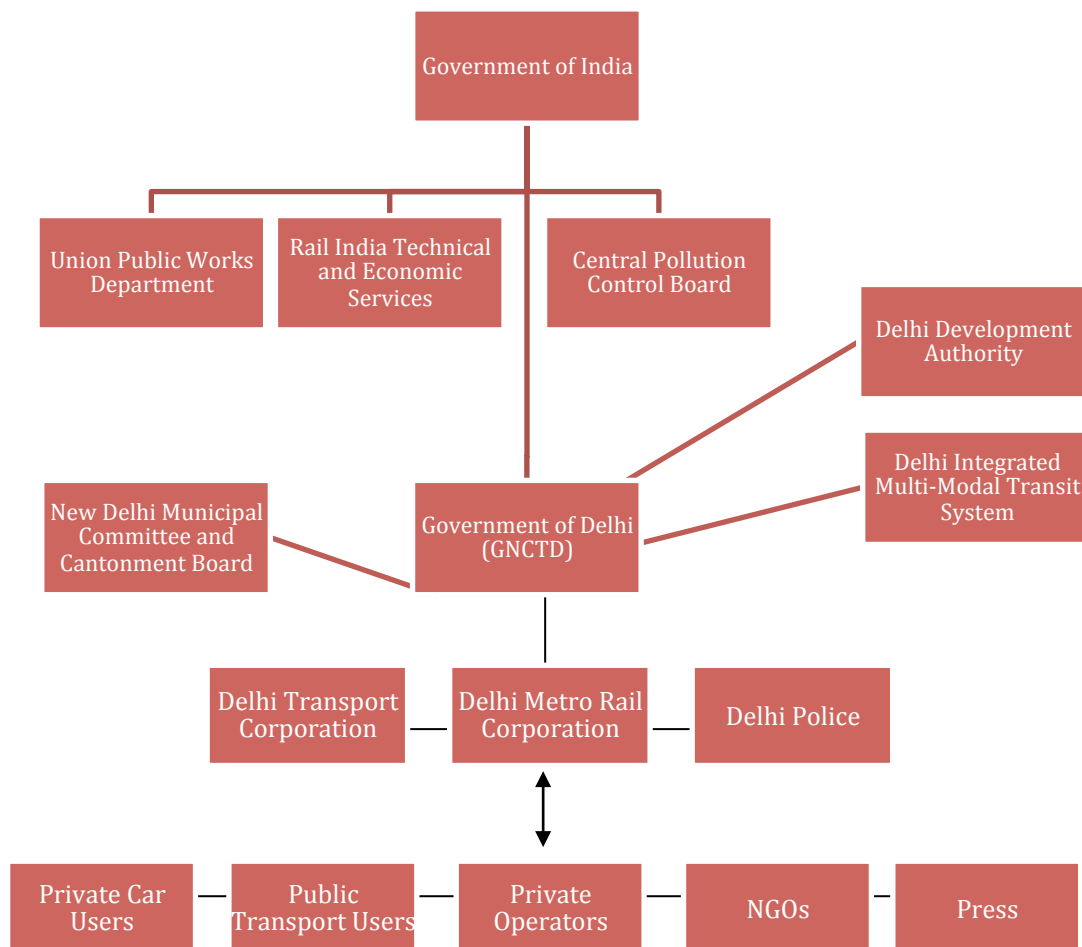 Government of India
Union Public Works
Department
Rail India Technical
and Economic
Services
Central Pollution
Control Board
Delhi Development
Authority
Delhi Integrated
Multi-Modal Transit
System
New Delhi Municipal
Committee and
Cantonment Board
Government of Delhi
(GNCTD)
Delhi Transport
Corporation
Delhi Metro Rail
Corporation
Delhi Police
Private Car
Users
Public
Transport Users
Private
Operators
NGOs
Press